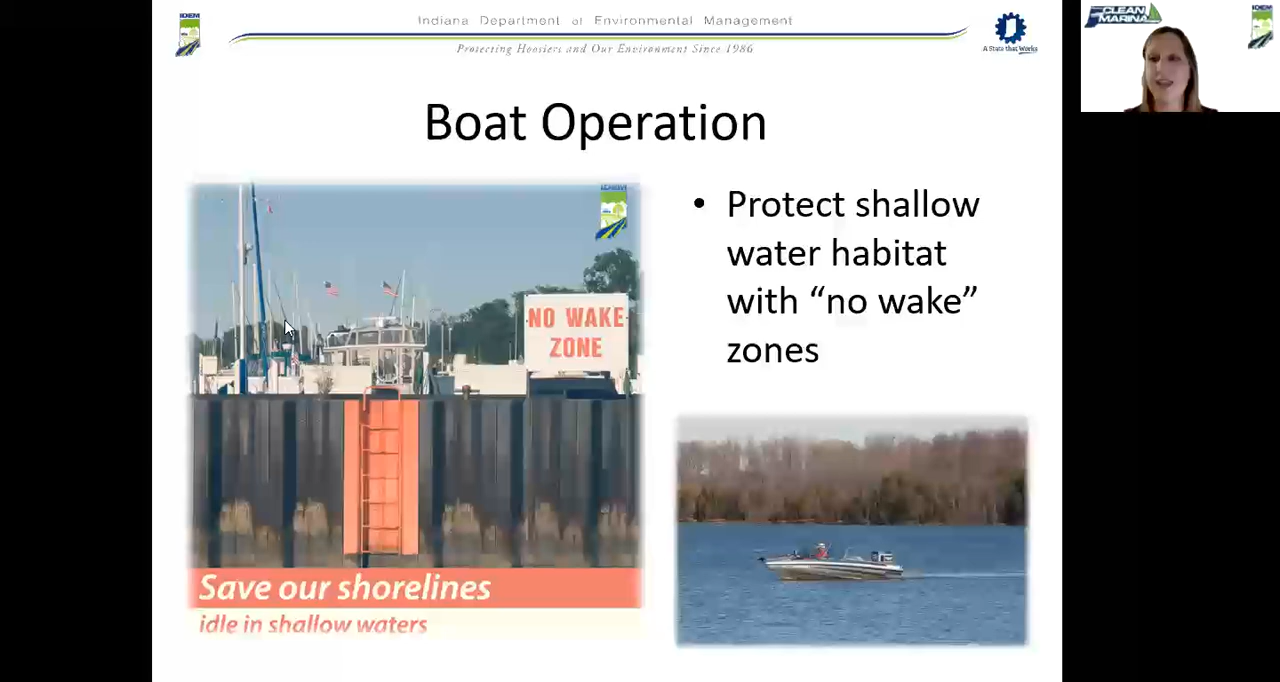 Indiana Department of Environmental Management
Protecting Hoosiers and Our Environment Since 1986
A State that Works
CLEAN
MARINA
IDEM
Boat Operation
• Protect shallow
water habitat
with “no wake”
zones
NO WAKE
ZONE
Save our shorelines
idle in shallow waters